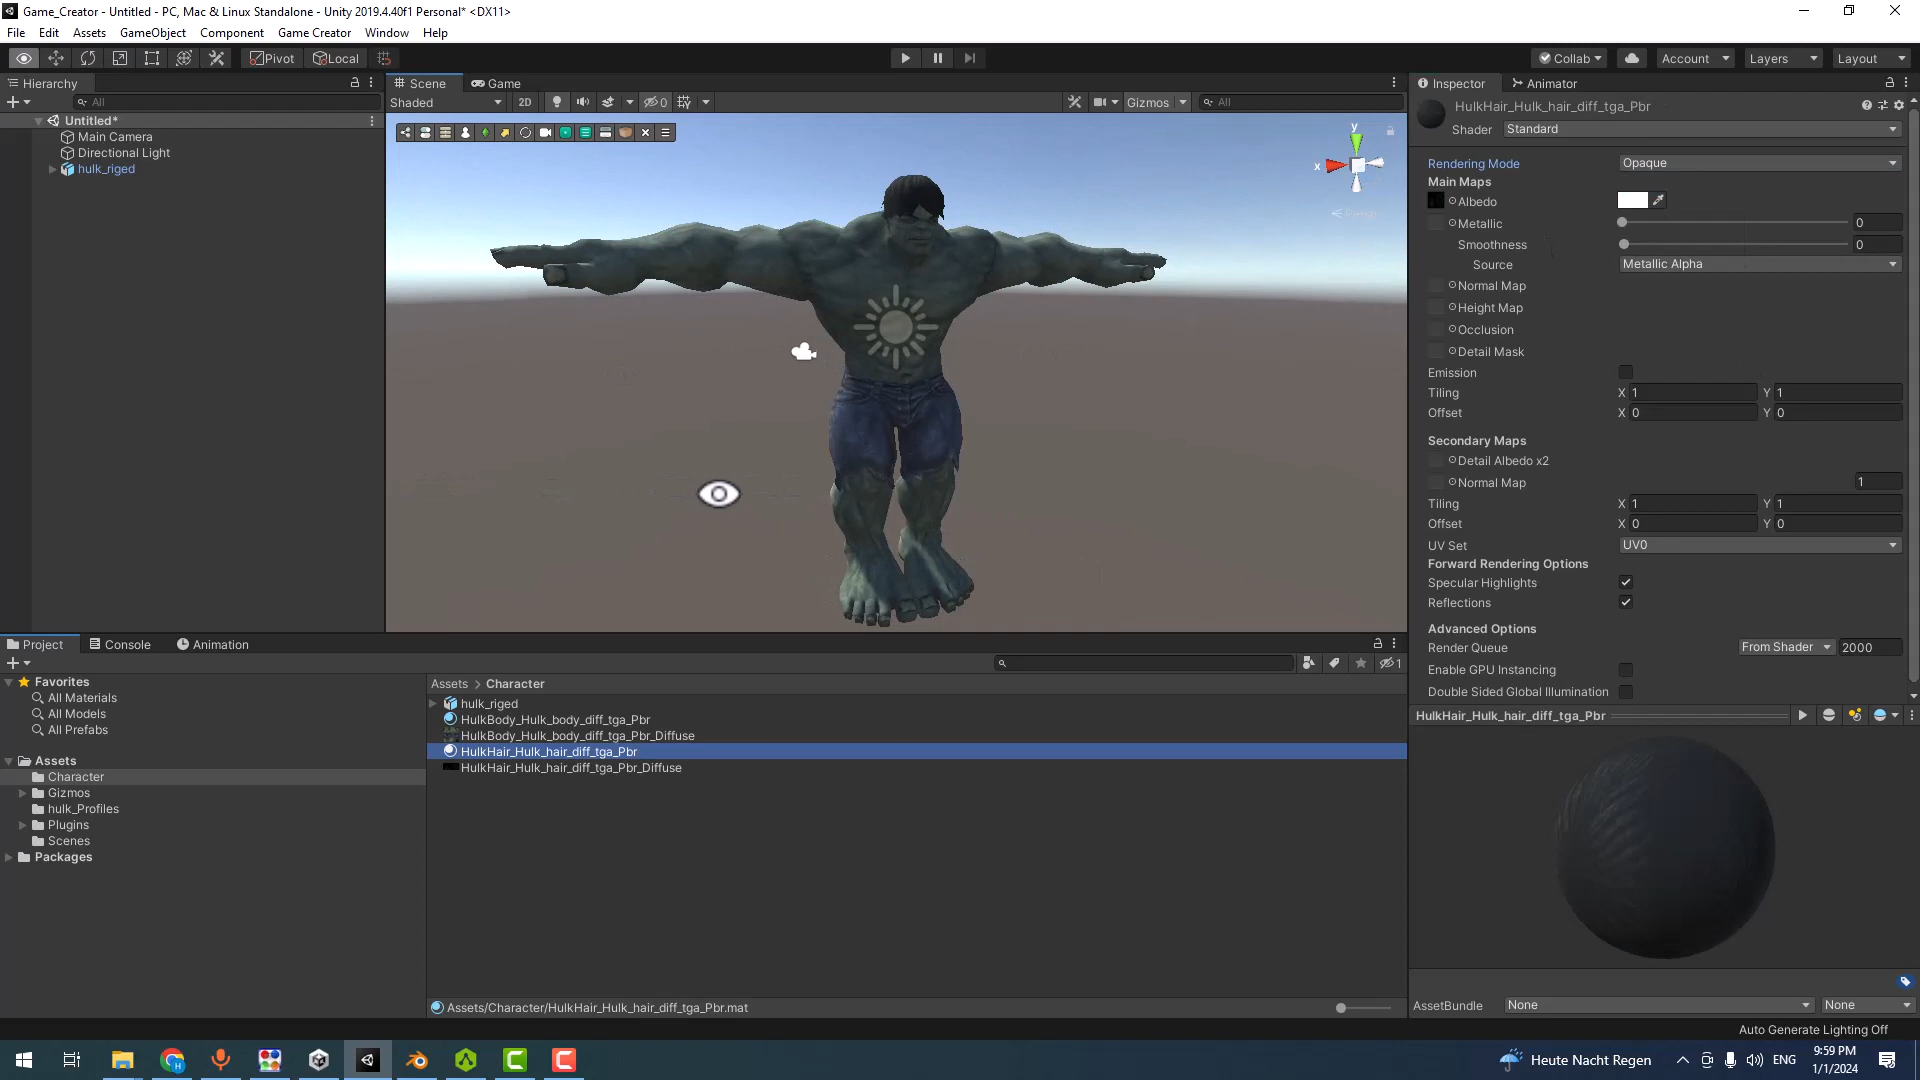 Game_Creator - Untitled - PC, Mac & Linux Standalone - Unity 2019.4.40f1 Personal* <DX11>
File Edit Assets GameObject Component Game Creator Window Help
Pivot Local Collab Account Layers Layout
Hierarchy
All
Untitled*
Main Camera
Directional Light
hulk_riged
Scene Game
Shaded 2D 0 Gizmos All
y
x
Persp
Inspector Animator
HulkHair_Hulk_hair_diff_tga_Pbr
Shader Standard
Rendering Mode Opaque
Main Maps
Albedo
Metallic 0
Smoothness 0
Source Metallic Alpha
Normal Map
Height Map
Occlusion
Detail Mask
Emission
Tiling X 1 Y 1
Offset X 0 Y 0
Secondary Maps
Detail Albedo x2
Normal Map 1
Tiling X 1 Y 1
Offset X 0 Y 0
UV Set UV0
Forward Rendering Options
Specular Highlights
Reflections
Advanced Options
Render Queue From Shader 2000
Enable GPU Instancing
Double Sided Global Illumination
HulkHair_Hulk_hair_diff_tga_Pbr
AssetBundle None None
Project Console Animation
1
Favorites
All Materials
All Models
All Prefabs
Assets
Character
Gizmos
hulk_Profiles
Plugins
Scenes
Packages
Assets > Character
hulk_riged
HulkBody_Hulk_body_diff_tga_Pbr
HulkBody_Hulk_body_diff_tga_Pbr_Diffuse
HulkHair_Hulk_hair_diff_tga_Pbr
HulkHair_Hulk_hair_diff_tga_Pbr_Diffuse
Assets/Character/HulkHair_Hulk_hair_diff_tga_Pbr.mat
Auto Generate Lighting Off
Heute Nacht Regen ENG 9:59 PM
1/1/2024